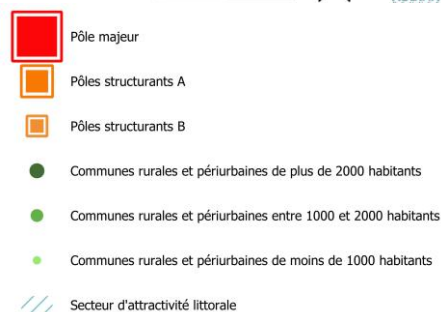 Pôle majeur
Pôles structurants A
Pôles structurants B
Communes rurales et périurbaines de plus de 2000 habitants
Communes rurales et périurbaines entre 1000 et 2000 habitants
Communes rurales et périurbaines de moins de 1000 habitants
Secteur d'attractivité littorale